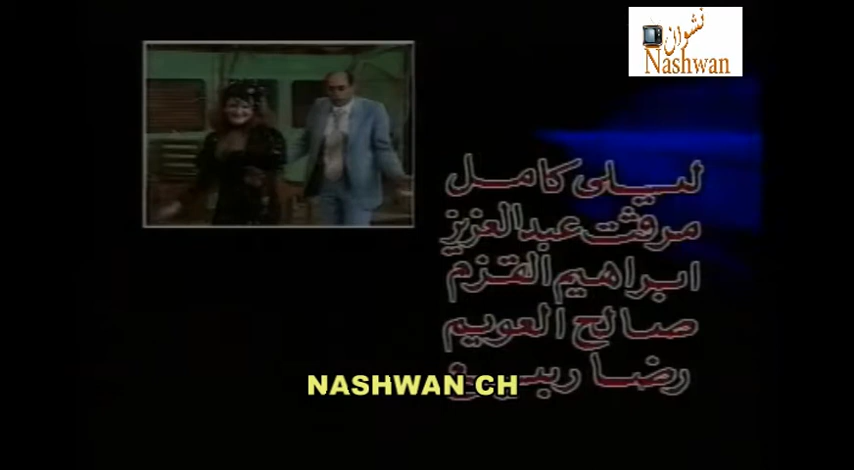 نشوان
Nashwan
ليلى كامل
مرفت عبد العزيز
ابراهيم القزم
صالح العويم
رضا
NASHWAN CH